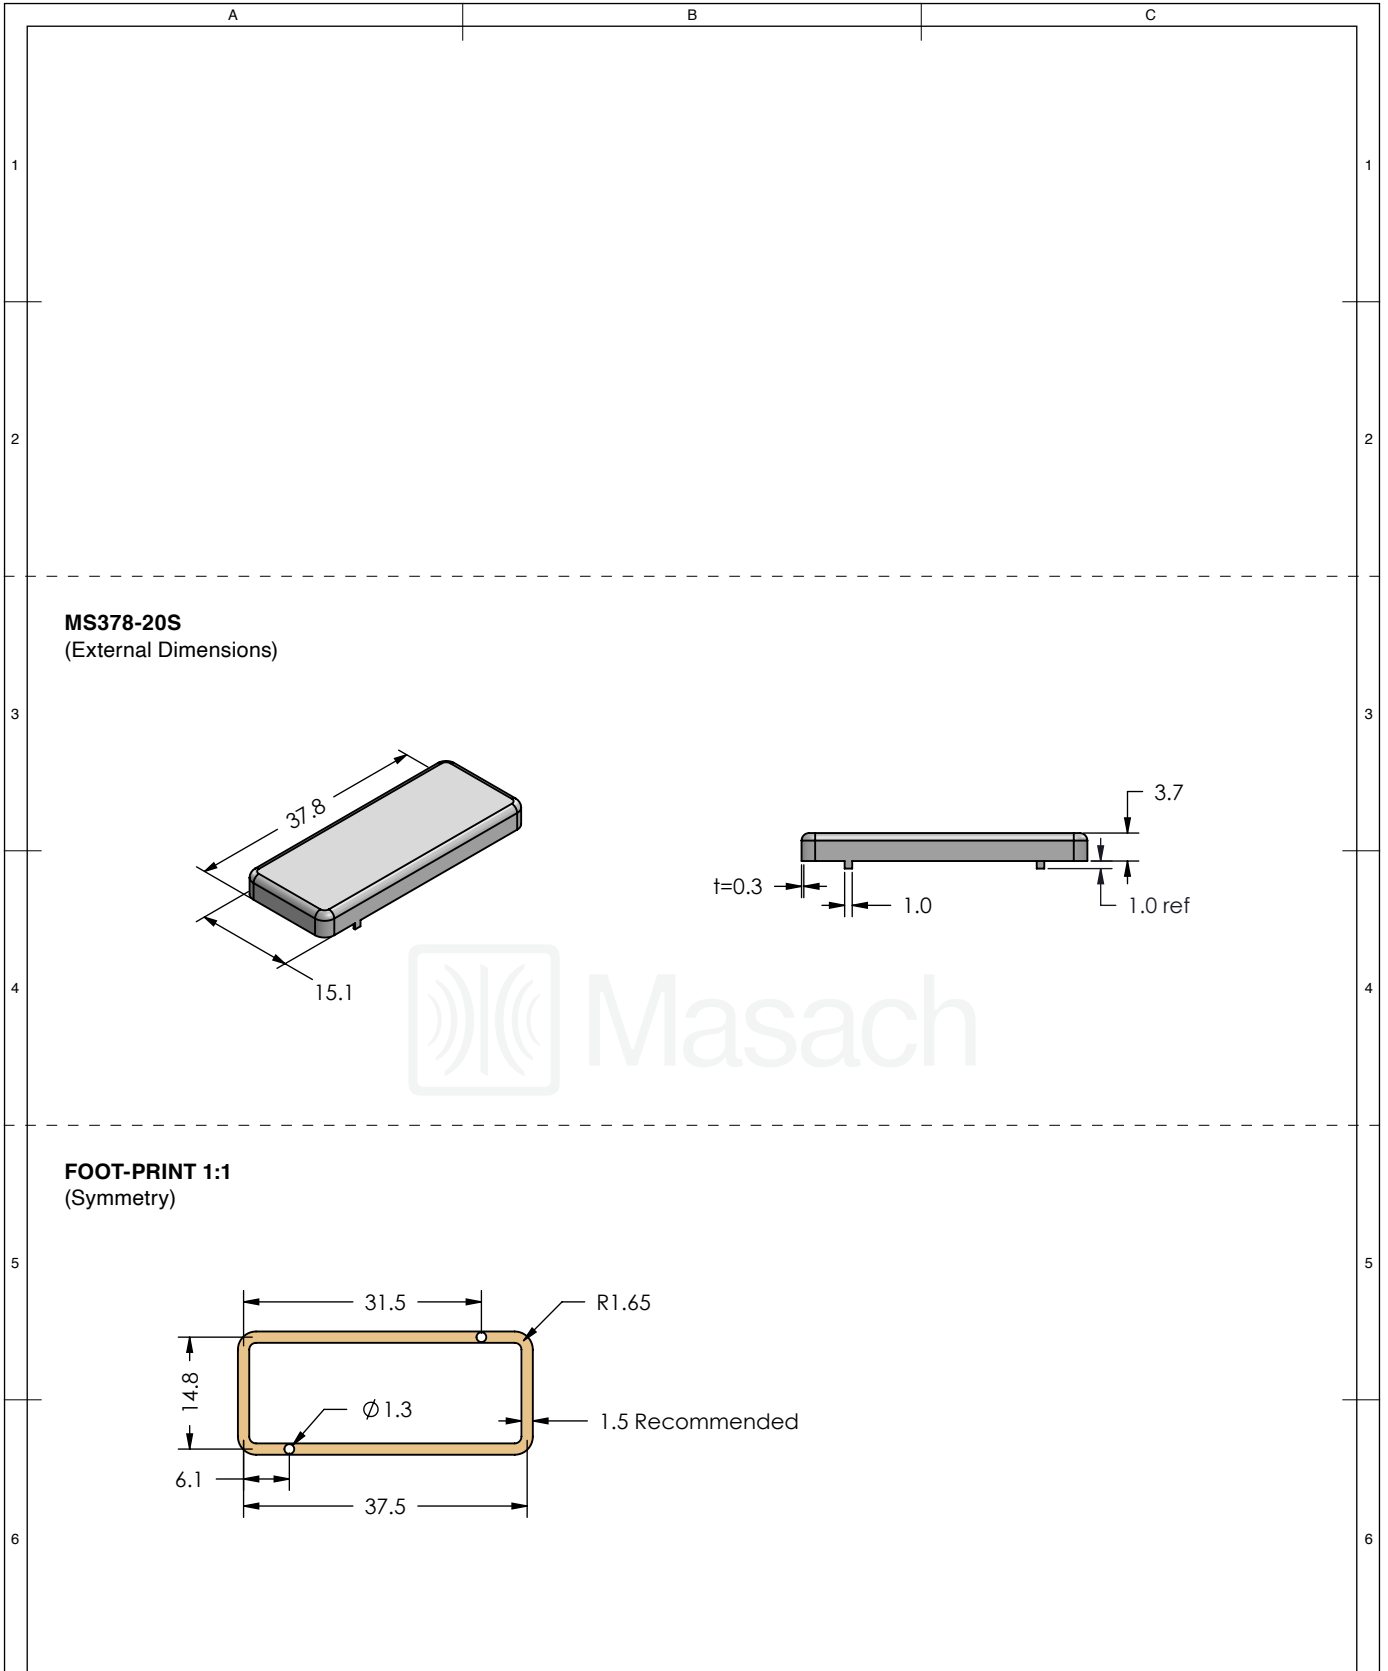 A B C
1 1
2 2
MS378-20S
(External Dimensions)
3 3
37.8
3.7
t=0.3
1.0
1.0 ref
15.1
4 4
Masach
FOOT-PRINT 1:1
(Symmetry)
5 5
31.5
R1.65
14.8
Ø1.3
1.5 Recommended
6.1
37.5
6 6